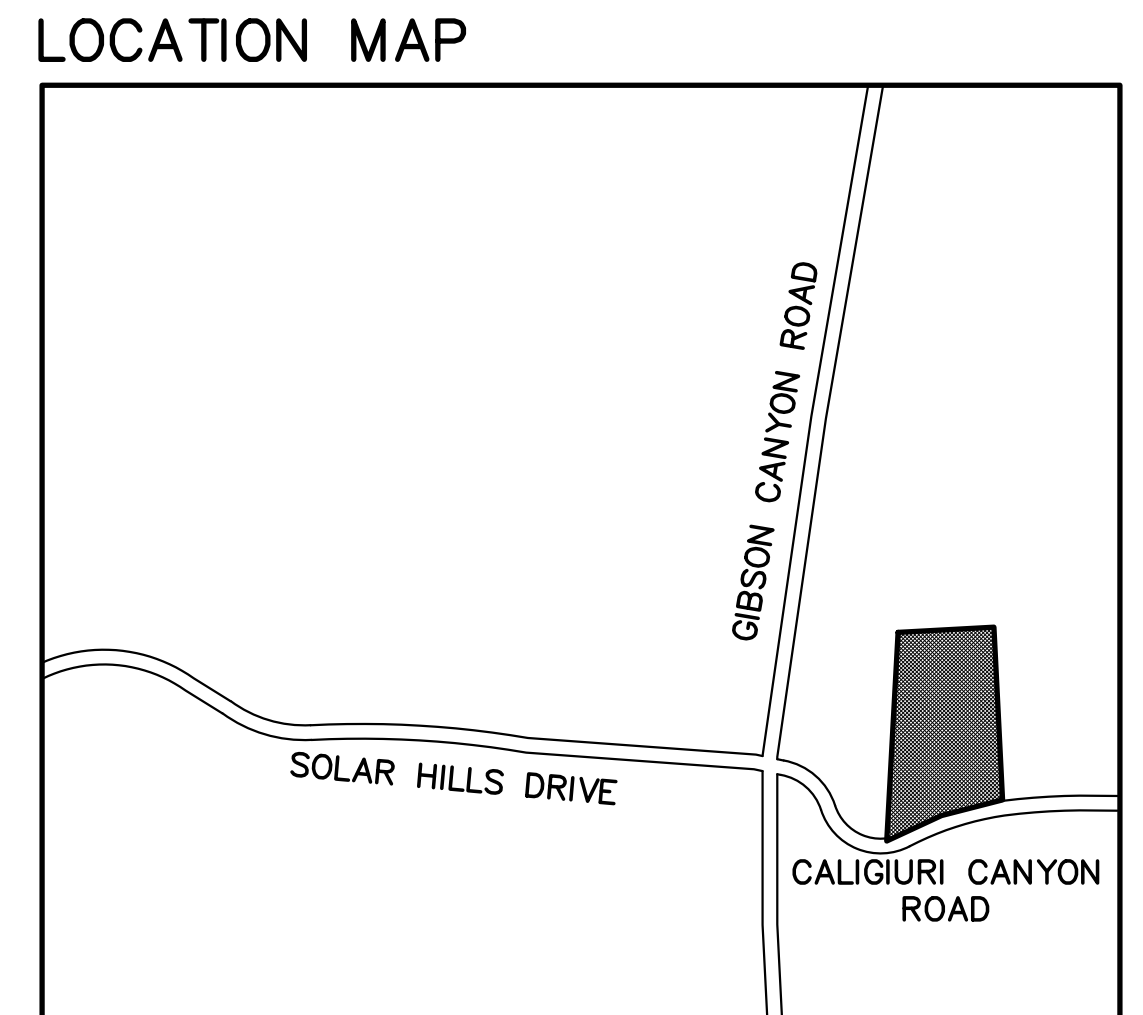 LOCATION MAP
GIBSON CANYON ROAD
SOLAR HILLS DRIVE
CALIGIURI CANYON
ROAD